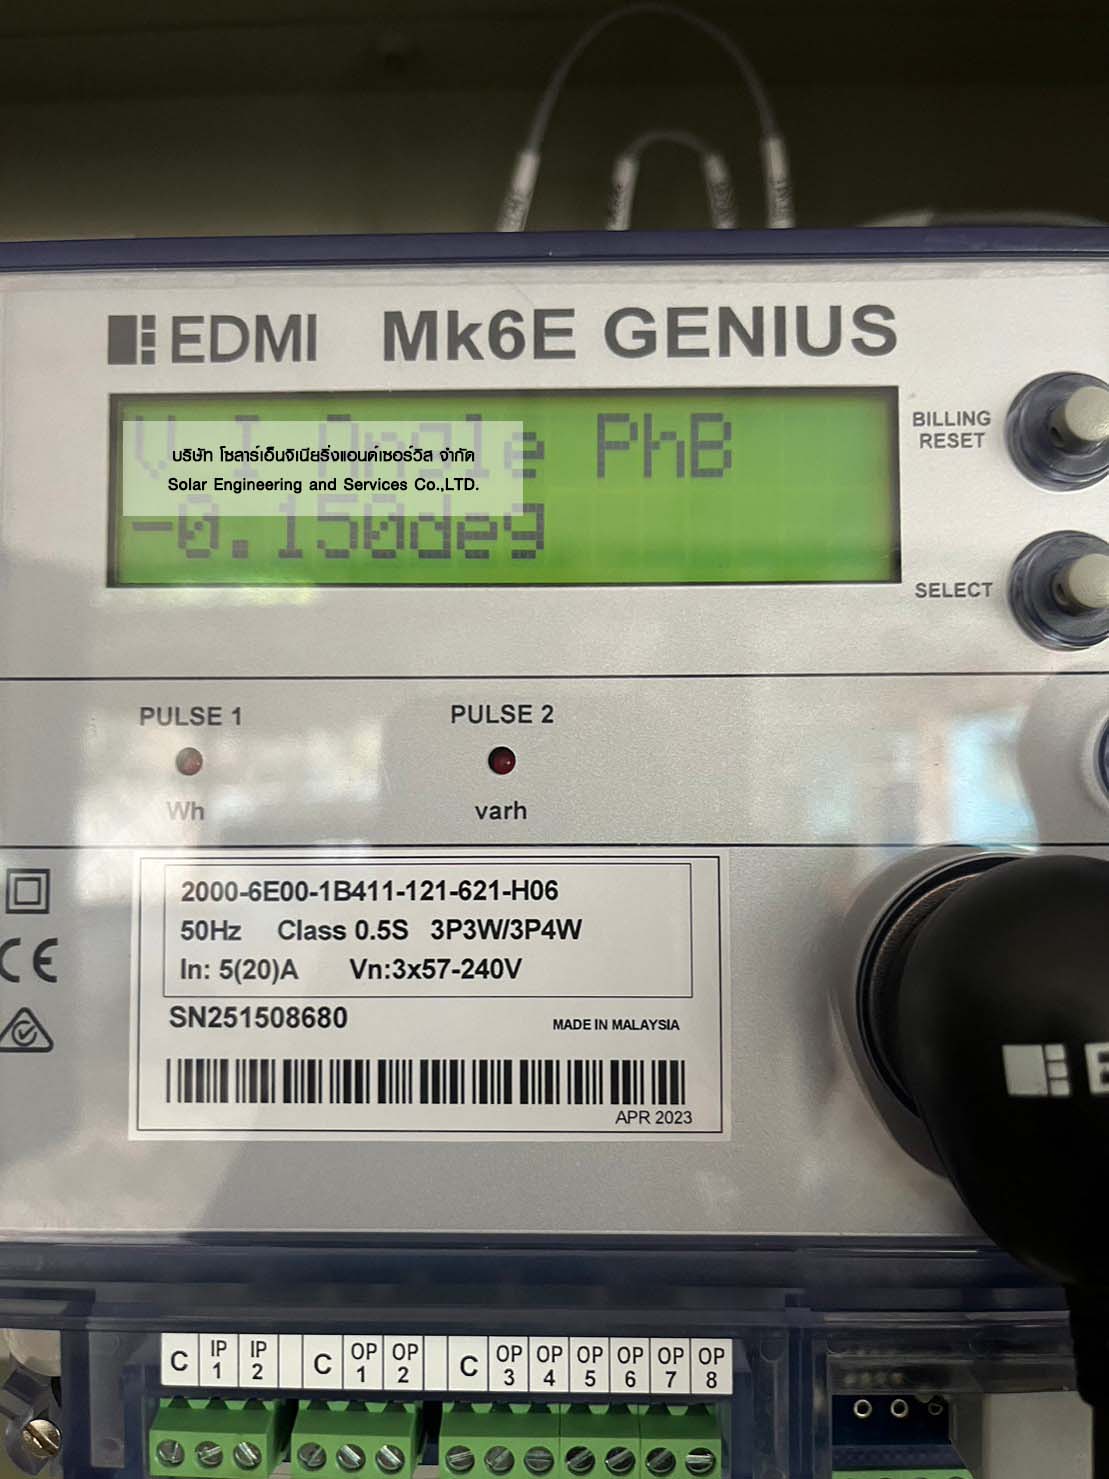 EDMI Mk6E GENIUS
V-I Angle PhB
บริษัท โซลาร์เอ็นจิเนียริ่งแอนด์เซอร์วิส จำกัด
Solar Engineering and Services Co.,LTD.
-0.150deg
BILLING
RESET
SELECT
PULSE 1
PULSE 2
Wh
varh
2000-6E00-1B411-121-621-H06
50Hz Class 0.5S 3P3W/3P4W
In: 5(20)A Vn:3x57-240V
SN251508680
MADE IN MALAYSIA
APR 2023
CE
C IP 1 IP 2 C OP 1 OP 2 C OP 3 OP 4 OP 5 OP 6 OP 7 OP 8